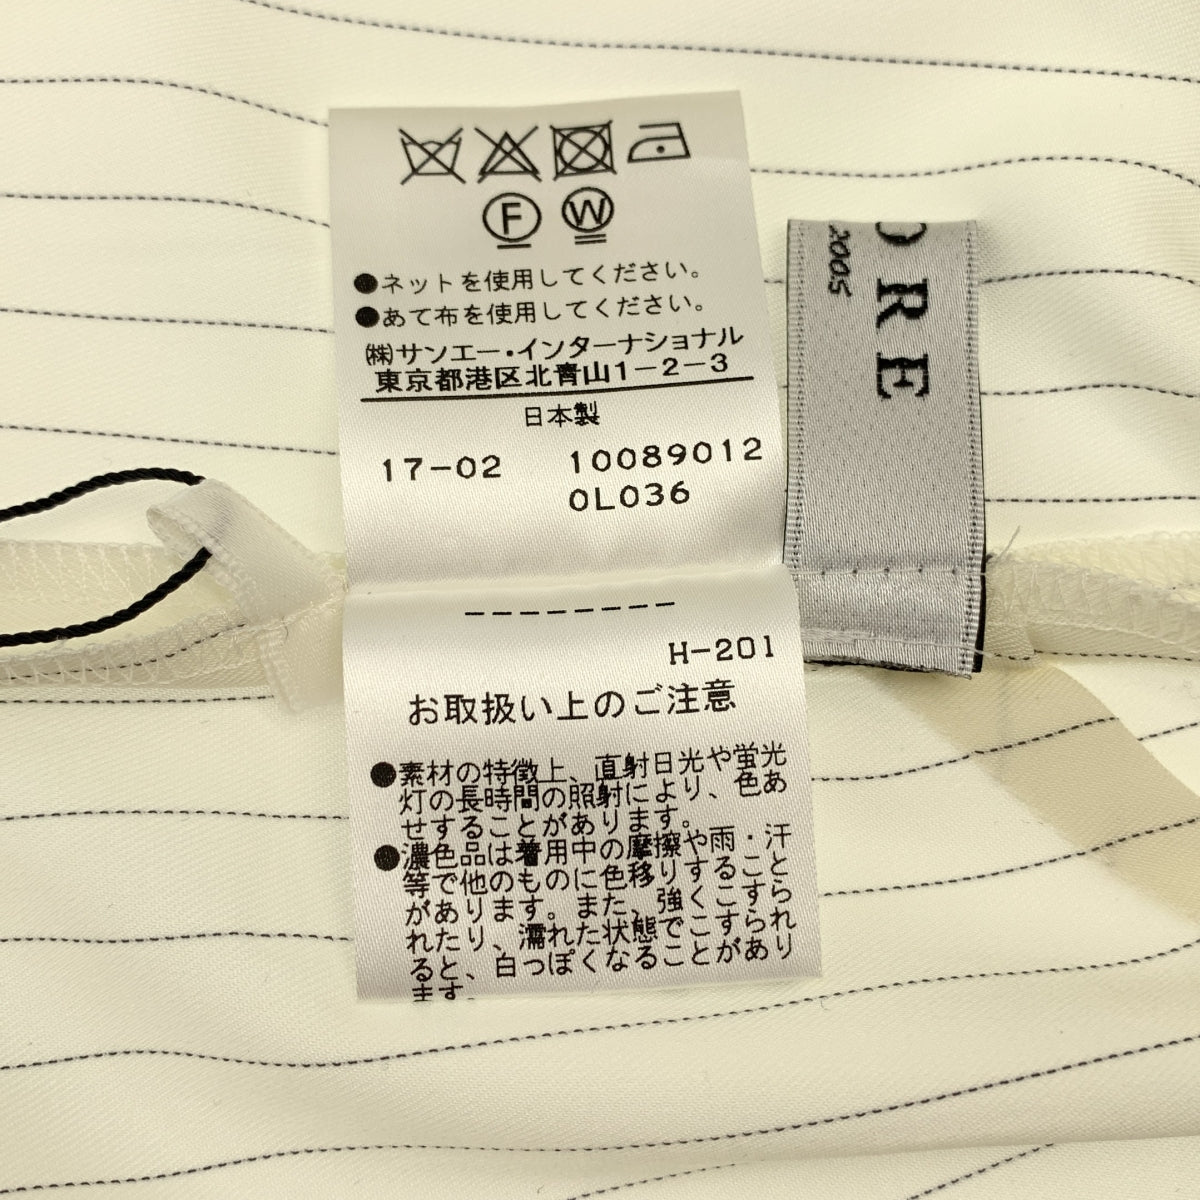 F W
●ネットを使用してください。
●あて布を使用してください。
㈱サンエー・インターナショナル
東京都港区北青山1-2-3
日本製
17-02 10089012
0L036
--------
H-201
お取扱い上のご注意
●素材の特徴上、直射日光や蛍光
灯の長時間の照射により、色あ
せすることがあります。
●濃色品は着用中の摩擦や雨・汗
等で他のものに色移りすること
があります。また、強くこすら
れたり、濡れた状態でこすられ
ると、白っぽくなることがあり
ます。
ORE
2005